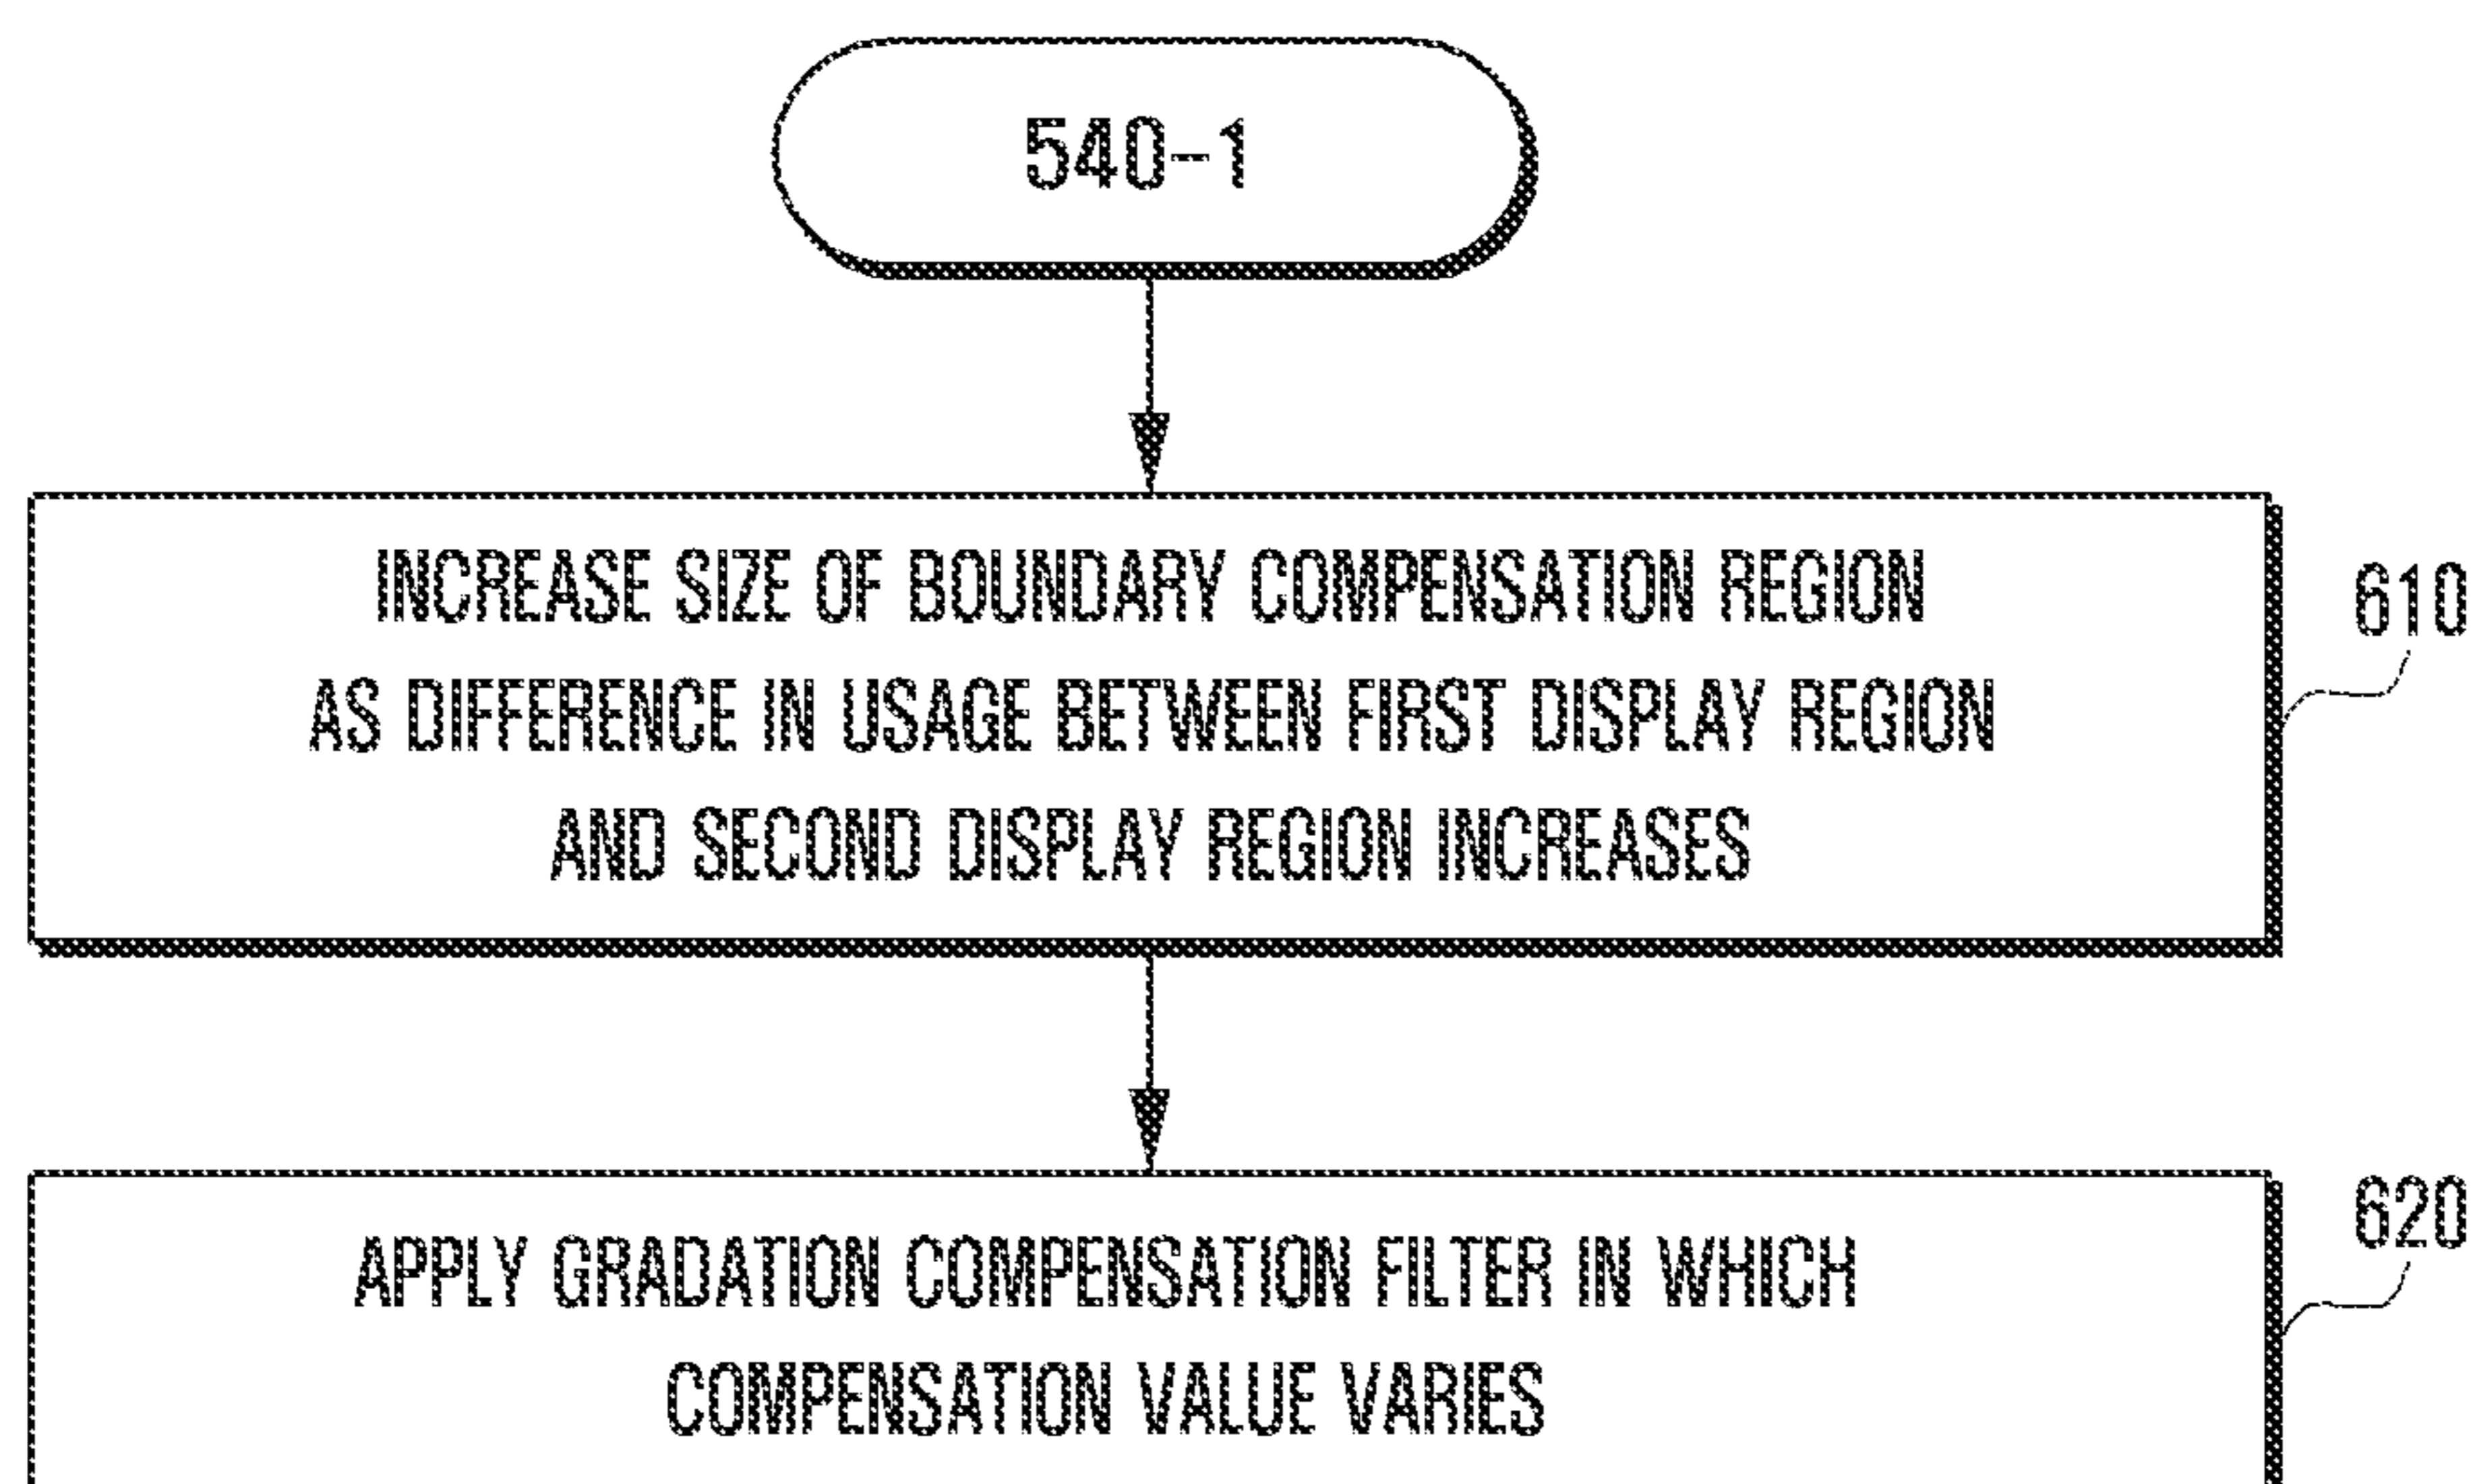 540-1
INCREASE SIZE OF BOUNDARY COMPENSATION REGION
AS DIFFERENCE IN USAGE BETWEEN FIRST DISPLAY REGION
AND SECOND DISPLAY REGION INCREASES
610
APPLY GRADATION COMPENSATION FILTER IN WHICH
COMPENSATION VALUE VARIES
620